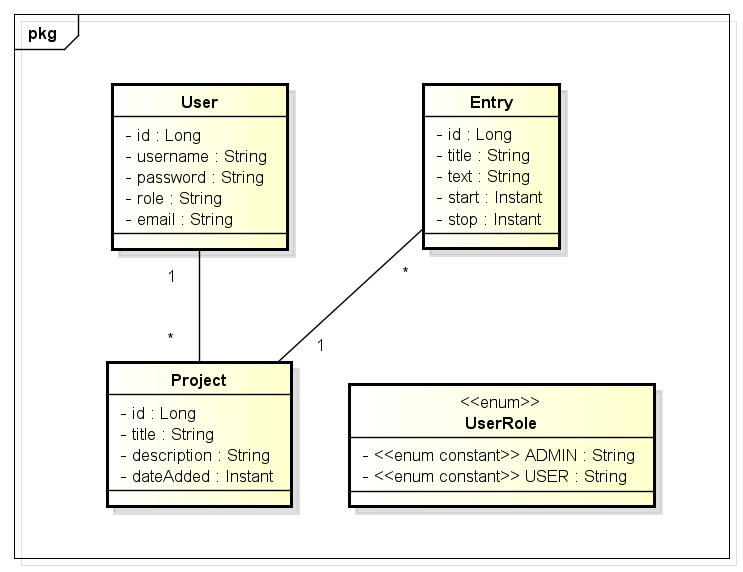 pkg
User
- id : Long
- username : String
- password : String
- role : String
- email : String
Entry
- id : Long
- title : String
- text : String
- start : Instant
- stop : Instant
1
*
*
1
Project
- id : Long
- title : String
- description : String
- dateAdded : Instant
<<enum>>
UserRole
- <<enum constant>> ADMIN : String
- <<enum constant>> USER : String